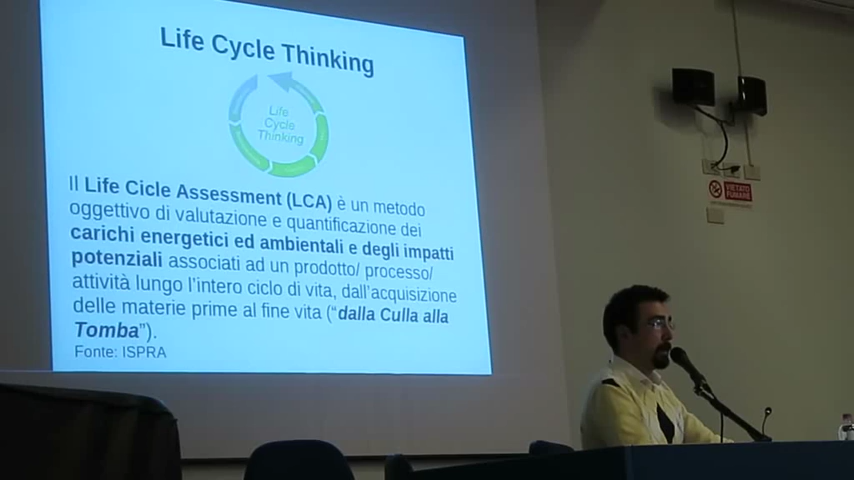 Life Cycle Thinking
Life
Cycle
Thinking
Il Life Cicle Assessment (LCA) è un metodo
oggettivo di valutazione e quantificazione dei
carichi energetici ed ambientali e degli impatti
potenziali associati ad un prodotto/ processo/
attività lungo l'intero ciclo di vita, dall'acquisizione
delle materie prime al fine vita ("dalla Culla alla
Tomba").
Fonte: ISPRA
VIETATO
FUMARE